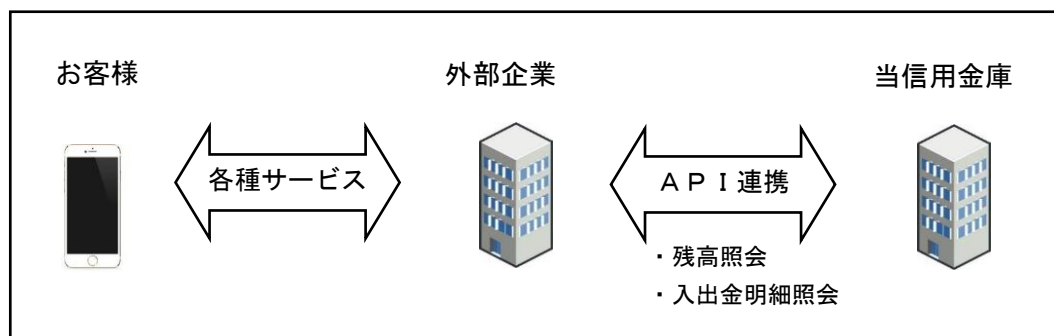 お客様
外部企業
当信用金庫
各種サービス
ＡＰＩ連携
・残高照会
・入出金明細照会